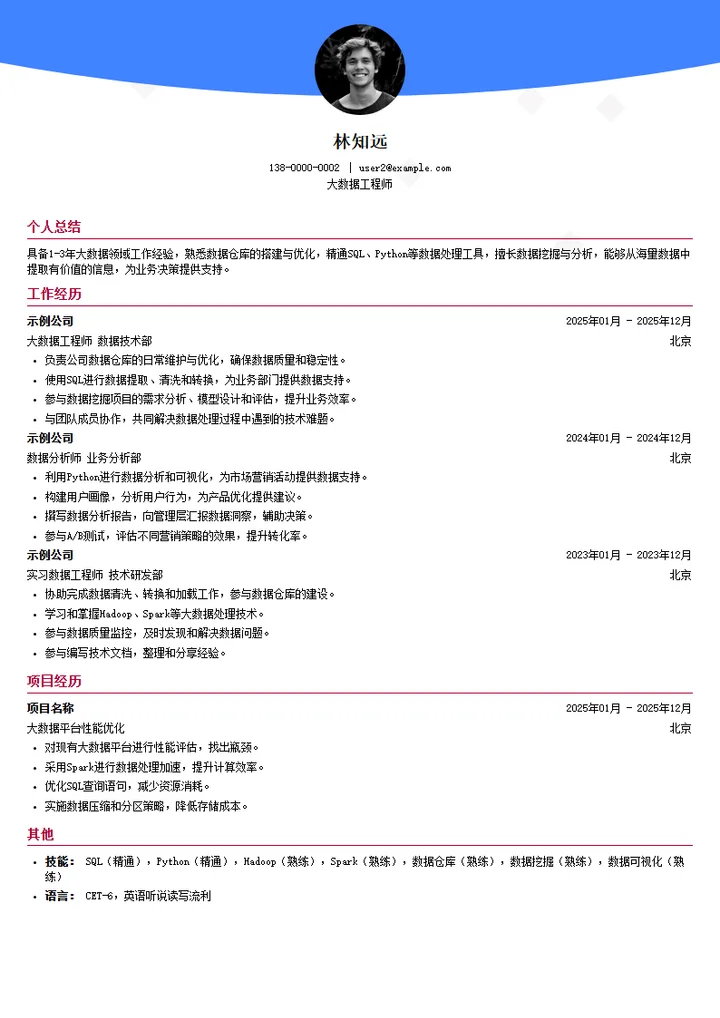 林知远
138-0000-0002 | user2@example.com
大数据工程师
个人总结
具备1-3年大数据领域工作经验，熟悉数据仓库的搭建与优化，精通SQL、Python等数据处理工具，擅长数据挖掘与分析，能够从海量数据中
提取有价值的信息，为业务决策提供支持。
工作经历
示例公司 2025年01月 - 2025年12月
大数据工程师 数据技术部 北京
• 负责公司数据仓库的日常维护与优化，确保数据质量和稳定性。
• 使用SQL进行数据提取、清洗和转换，为业务部门提供数据支持。
• 参与数据挖掘项目的需求分析、模型设计和评估，提升业务效率。
• 与团队成员协作，共同解决数据处理过程中遇到的技术难题。
示例公司 2024年01月 - 2024年12月
数据分析师 业务分析部 北京
• 利用Python进行数据分析和可视化，为市场营销活动提供数据支持。
• 构建用户画像，分析用户行为，为产品优化提供建议。
• 撰写数据分析报告，向管理层汇报数据洞察，辅助决策。
• 参与A/B测试，评估不同营销策略的效果，提升转化率。
示例公司 2023年01月 - 2023年12月
实习数据工程师 技术研发部 北京
• 协助完成数据清洗、转换和加载工作，参与数据仓库的建设。
• 学习和掌握Hadoop、Spark等大数据处理技术。
• 参与数据质量监控，及时发现和解决数据问题。
• 参与编写技术文档，整理和分享经验。
项目经历
项目名称 2025年01月 - 2025年12月
大数据平台性能优化 北京
• 对现有大数据平台进行性能评估，找出瓶颈。
• 采用Spark进行数据处理加速，提升计算效率。
• 优化SQL查询语句，减少资源消耗。
• 实施数据压缩和分区策略，降低存储成本。
其他
• 技能： SQL（精通），Python（精通），Hadoop（熟练），Spark（熟练），数据仓库（熟练），数据挖掘（熟练），数据可视化（熟
练）
• 语言： CET-6，英语听说读写流利